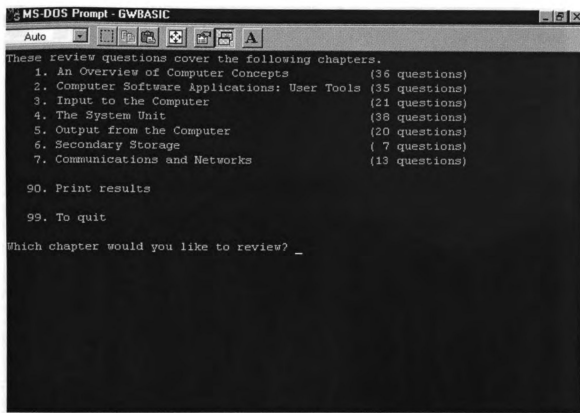 MS-DOS Prompt - GWBASIC
Auto
A
These review questions cover the following chapters.
1. An Overview of Computer Concepts (36 questions)
2. Computer Software Applications: User Tools (35 questions)
3. Input to the Computer (21 questions)
4. The System Unit (38 questions)
5. Output from the Computer (20 questions)
6. Secondary Storage ( 7 questions)
7. Communications and Networks (13 questions)
90. Print results
99. To quit
Which chapter would you like to review? _